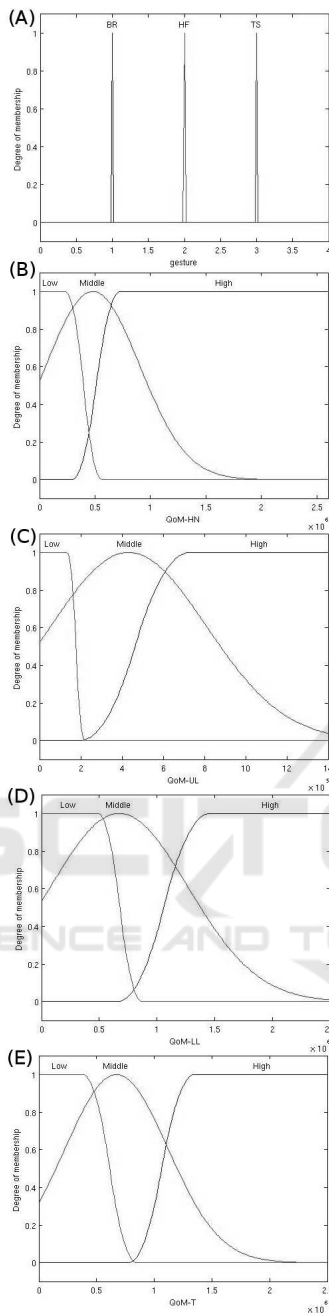 (A)
BR HF TS
1
0.8
0.6
0.4
0.2
0
Degree of membership
0 0.5 1 1.5 2 2.5 3 3.5 4
gesture
(B)
Low Middle High
1
0.8
0.6
0.4
0.2
0
Degree of membership
0 0.5 1 1.5 2 2.5
QoM-HN
(C)
Low Middle High
1
0.8
0.6
0.4
0.2
0
Degree of membership
0 2 4 6 8 10 12 14
QoM-UL
(D)
Low Middle High
1
0.8
0.6
0.4
0.2
0
Degree of membership
0 0.5 1 1.5 2
QoM-LL
(E)
Low Middle High
1
0.8
0.6
0.4
0.2
0
Degree of membership
0 0.5 1 1.5 2
QoM-T